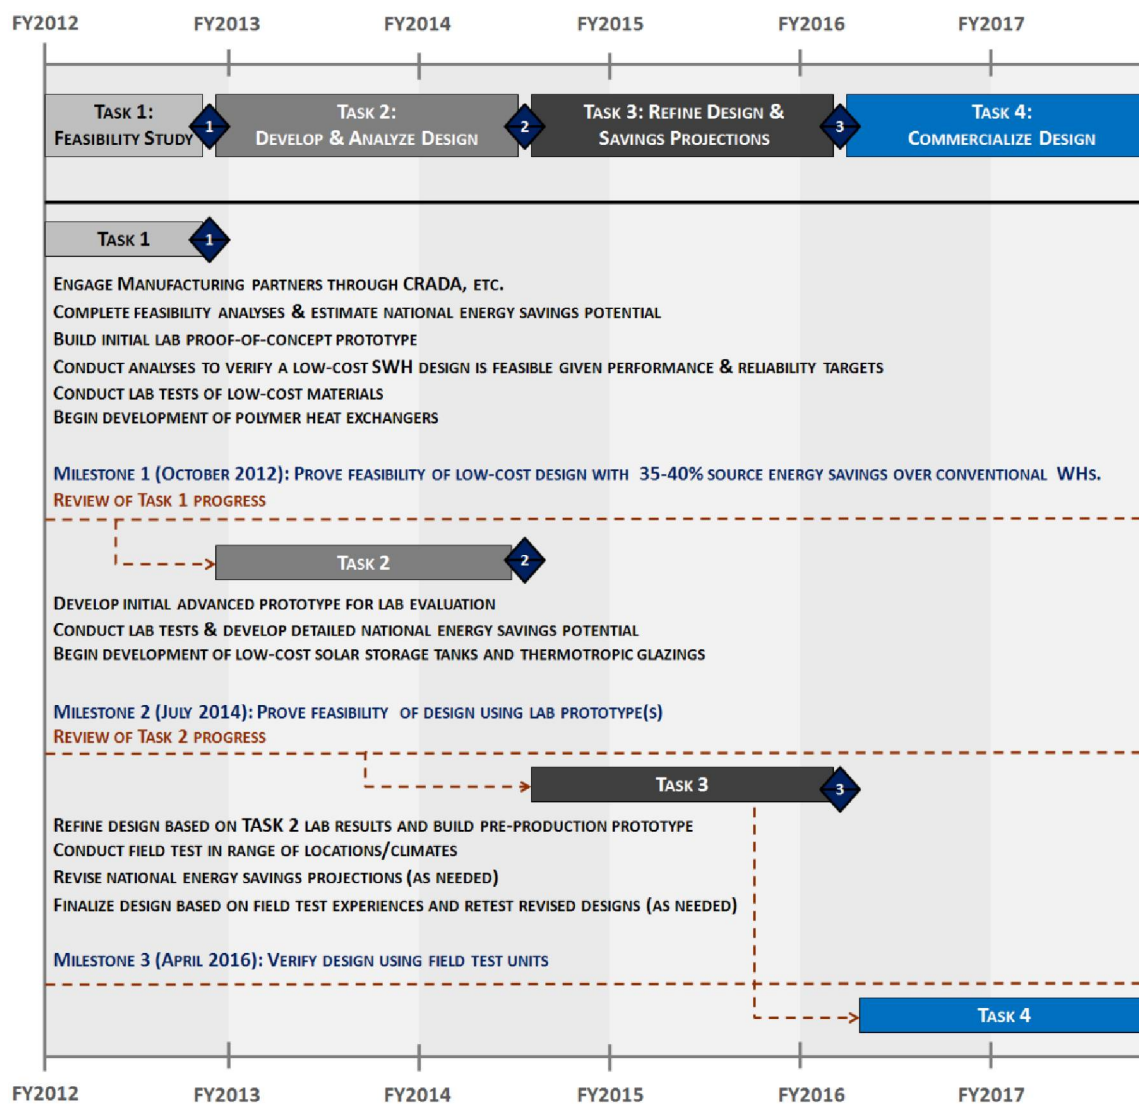 FY2012 FY2013 FY2014 FY2015 FY2016 FY2017
TASK 1:
FEASIBILITY STUDY
1
TASK 2:
DEVELOP & ANALYZE DESIGN
2
TASK 3: REFINE DESIGN &
SAVINGS PROJECTIONS
3
TASK 4:
COMMERCIALIZE DESIGN
TASK 1
1
ENGAGE MANUFACTURING PARTNERS THROUGH CRADA, ETC.
COMPLETE FEASIBILITY ANALYSES & ESTIMATE NATIONAL ENERGY SAVINGS POTENTIAL
BUILD INITIAL LAB PROOF-OF-CONCEPT PROTOTYPE
CONDUCT ANALYSES TO VERIFY A LOW-COST SWH DESIGN IS FEASIBLE GIVEN PERFORMANCE & RELIABILITY TARGETS
CONDUCT LAB TESTS OF LOW-COST MATERIALS
BEGIN DEVELOPMENT OF POLYMER HEAT EXCHANGERS
MILESTONE 1 (OCTOBER 2012): PROVE FEASIBILITY OF LOW-COST DESIGN WITH 35-40% SOURCE ENERGY SAVINGS OVER CONVENTIONAL WHS.
REVIEW OF TASK 1 PROGRESS
TASK 2
2
DEVELOP INITIAL ADVANCED PROTOTYPE FOR LAB EVALUATION
CONDUCT LAB TESTS & DEVELOP DETAILED NATIONAL ENERGY SAVINGS POTENTIAL
BEGIN DEVELOPMENT OF LOW-COST SOLAR STORAGE TANKS AND THERMOTROPIC GLAZINGS
MILESTONE 2 (JULY 2014): PROVE FEASIBILITY OF DESIGN USING LAB PROTOTYPE(S)
REVIEW OF TASK 2 PROGRESS
TASK 3
3
REFINE DESIGN BASED ON TASK 2 LAB RESULTS AND BUILD PRE-PRODUCTION PROTOTYPE
CONDUCT FIELD TEST IN RANGE OF LOCATIONS/CLIMATES
REVISE NATIONAL ENERGY SAVINGS PROJECTIONS (AS NEEDED)
FINALIZE DESIGN BASED ON FIELD TEST EXPERIENCES AND RETEST REVISED DESIGNS (AS NEEDED)
MILESTONE 3 (APRIL 2016): VERIFY DESIGN USING FIELD TEST UNITS
TASK 4
FY2012 FY2013 FY2014 FY2015 FY2016 FY2017